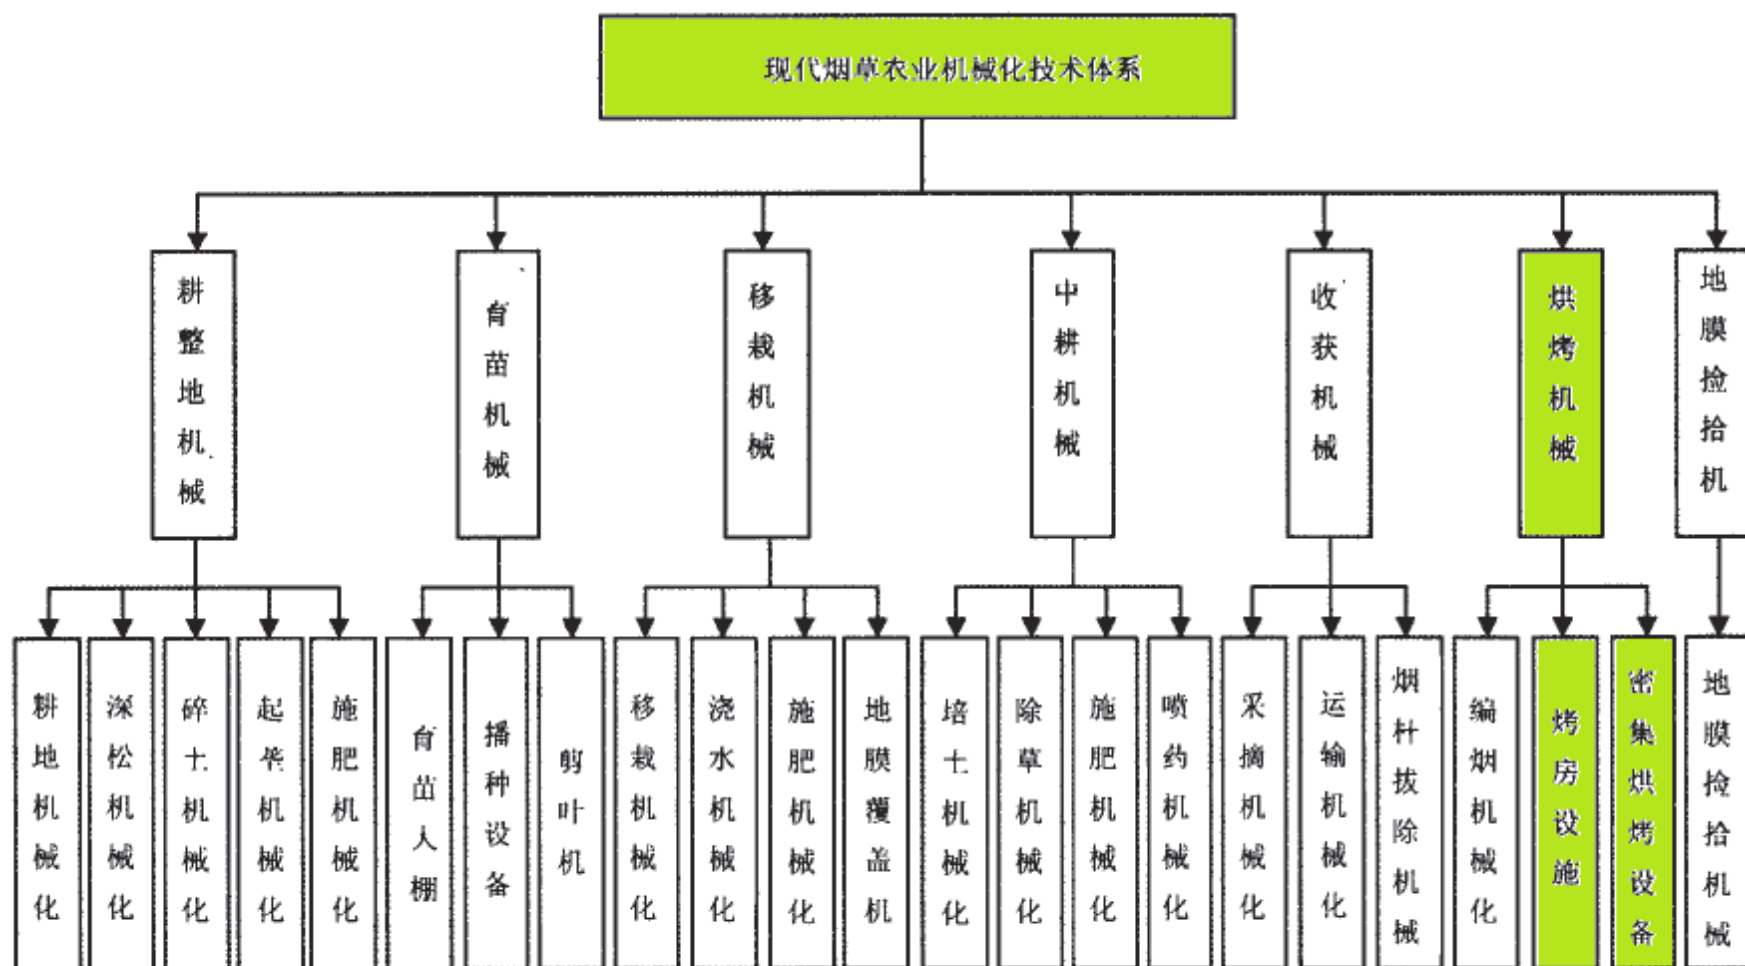 现代烟草农业机械化技术体系
耕整地机械
育苗机械
移栽机械
中耕机械
收获机械
烘烤机械
地膜捡拾机
耕地机械化
深松机械化
碎土机械化
起垄机械化
施肥机械化
育苗大棚
播种设备
剪叶机
移栽机械化
浇水机械化
施肥机械化
地膜覆盖机
培土机械化
除草机械化
施肥机械化
喷药机械化
采摘机械化
运输机械化
烟杆拔除机械
编烟机械化
烤房设施
密集烘烤设备
地膜捡拾机械